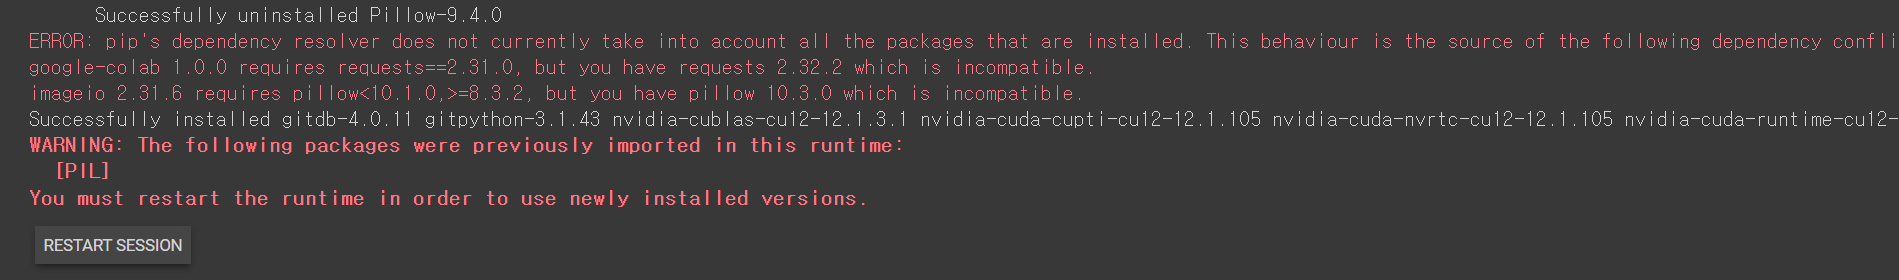 Successfully uninstalled Pillow-9.4.0
ERROR: pip's dependency resolver does not currently take into account all the packages that are installed. This behaviour is the source of the following dependency confli
google-colab 1.0.0 requires requests==2.31.0, but you have requests 2.32.2 which is incompatible.
imageio 2.31.6 requires pillow<10.1.0,>=8.3.2, but you have pillow 10.3.0 which is incompatible.
Successfully installed gitdb-4.0.11 gitpython-3.1.43 nvidia-cublas-cu12-12.1.3.1 nvidia-cuda-cupti-cu12-12.1.105 nvidia-cuda-nvrtc-cu12-12.1.105 nvidia-cuda-runtime-cu12-
WARNING: The following packages were previously imported in this runtime:
[PIL]
You must restart the runtime in order to use newly installed versions.
RESTART SESSION